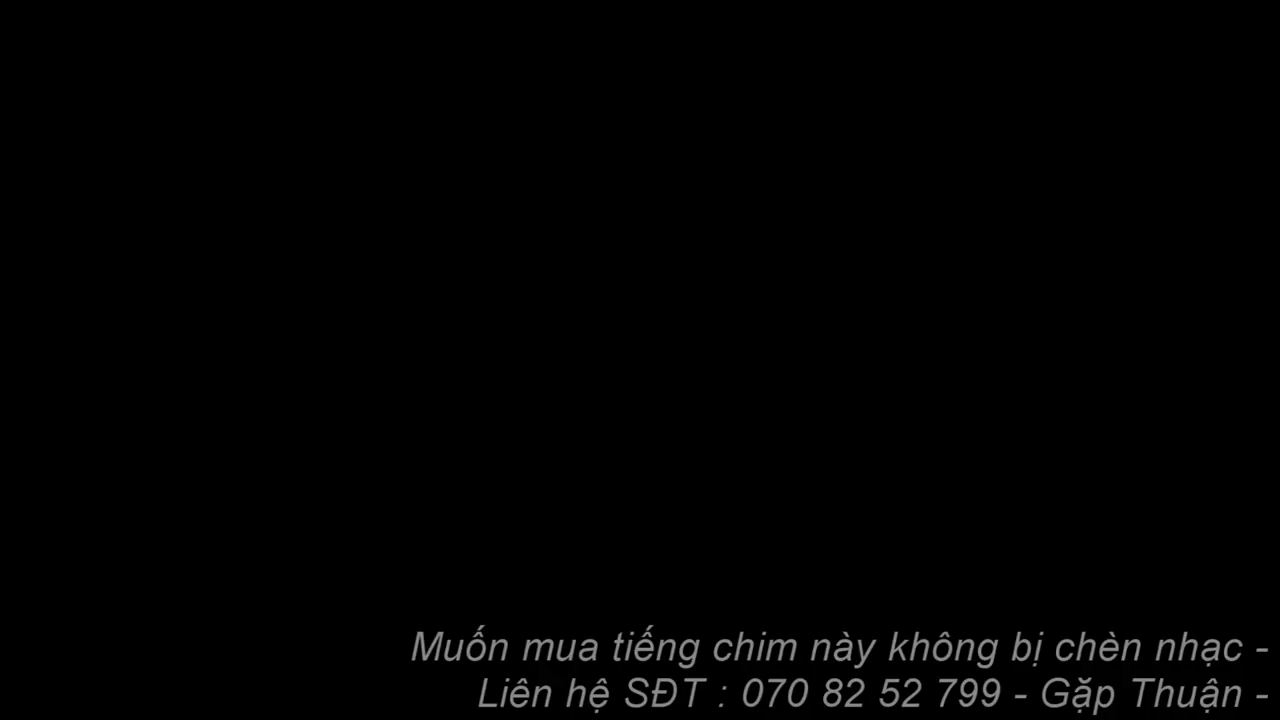 Muốn mua tiếng chim này không bị chèn nhạc -
Liên hệ SĐT : 070 82 52 799 - Gặp Thuận -